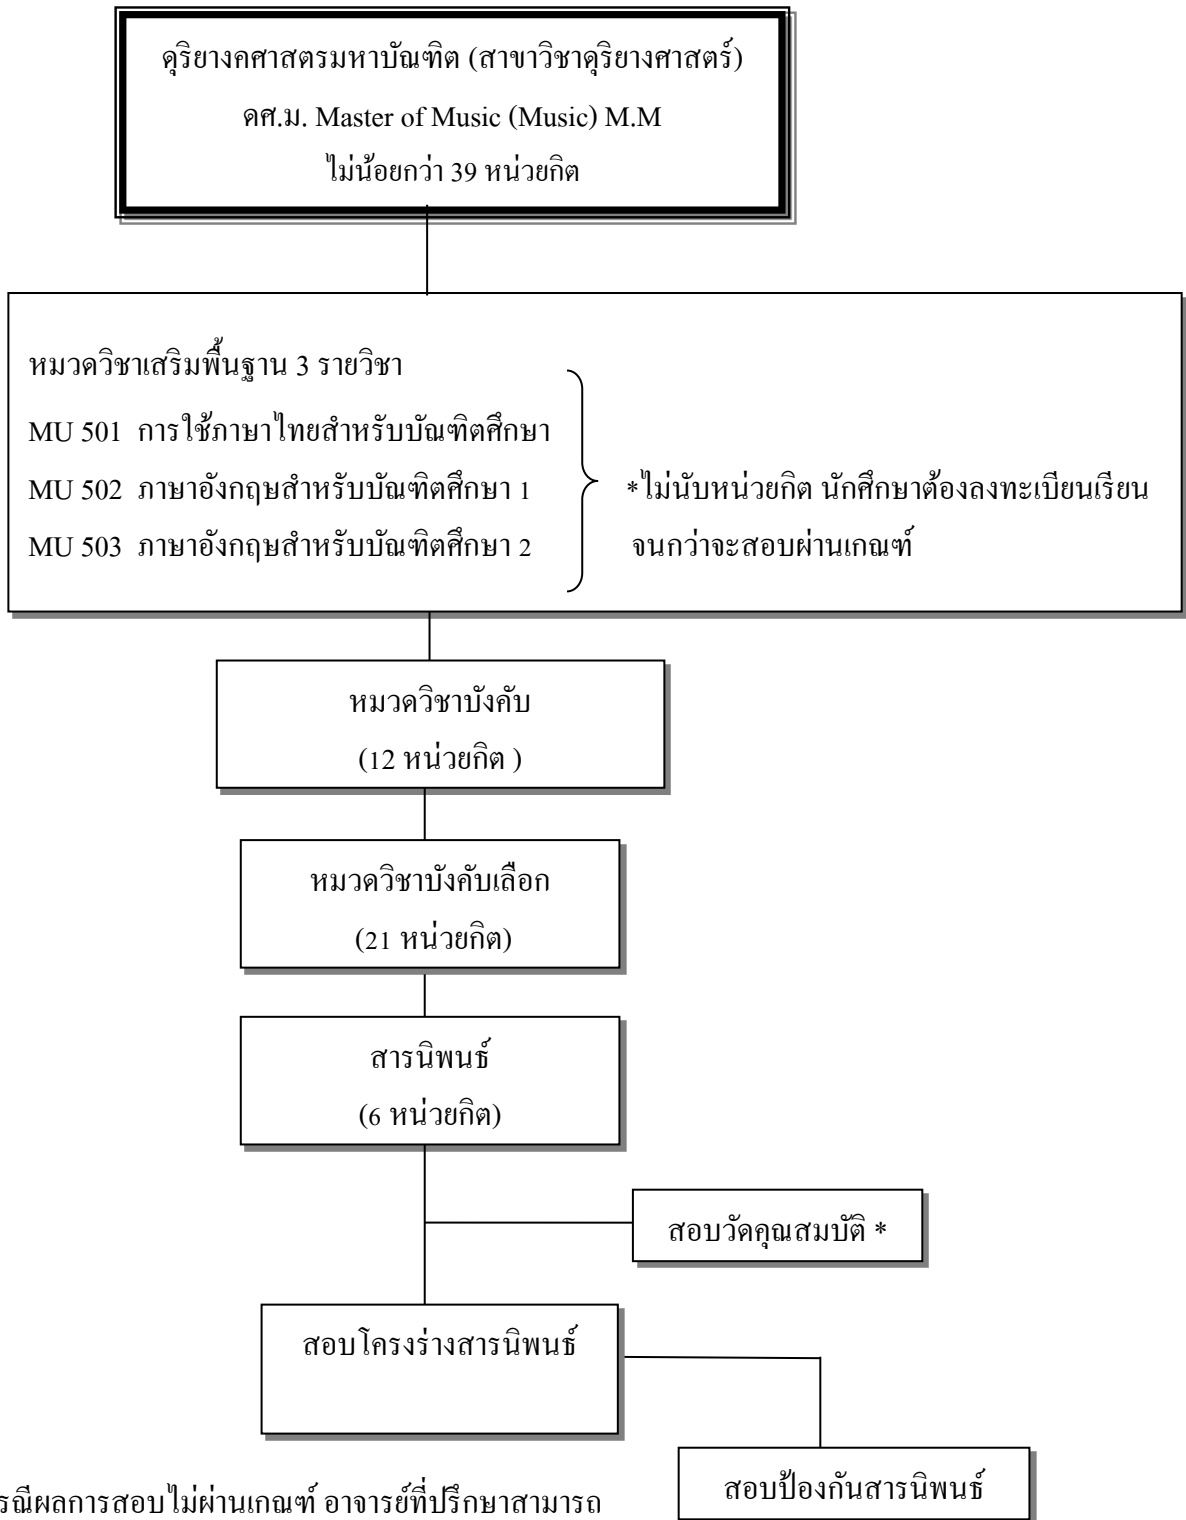 ดุริยางคศาสตรมหาบัณฑิต (สาขาวิชาดุริยางศาสตร์)
ดศ.ม. Master of Music (Music) M.M
ไม่น้อยกว่า 39 หน่วยกิต
หมวดวิชาเสริมพื้นฐาน 3 รายวิชา
MU 501 การใช้ภาษาไทยสำหรับบัณฑิตศึกษา
MU 502 ภาษาอังกฤษสำหรับบัณฑิตศึกษา 1
MU 503 ภาษาอังกฤษสำหรับบัณฑิตศึกษา 2
*ไม่นับหน่วยกิต นักศึกษาต้องลงทะเบียนเรียน
จนกว่าจะสอบผ่านเกณฑ์
หมวดวิชาบังคับ
(12 หน่วยกิต )
หมวดวิชาบังคับเลือก
(21 หน่วยกิต)
สารนิพนธ์
(6 หน่วยกิต)
สอบวัดคุณสมบัติ *
สอบโครงร่างสารนิพนธ์
สอบป้องกันสารนิพนธ์
รณีผลการสอบไม่ผ่านเกณฑ์ อาจารย์ที่ปรึกษาสามารถ